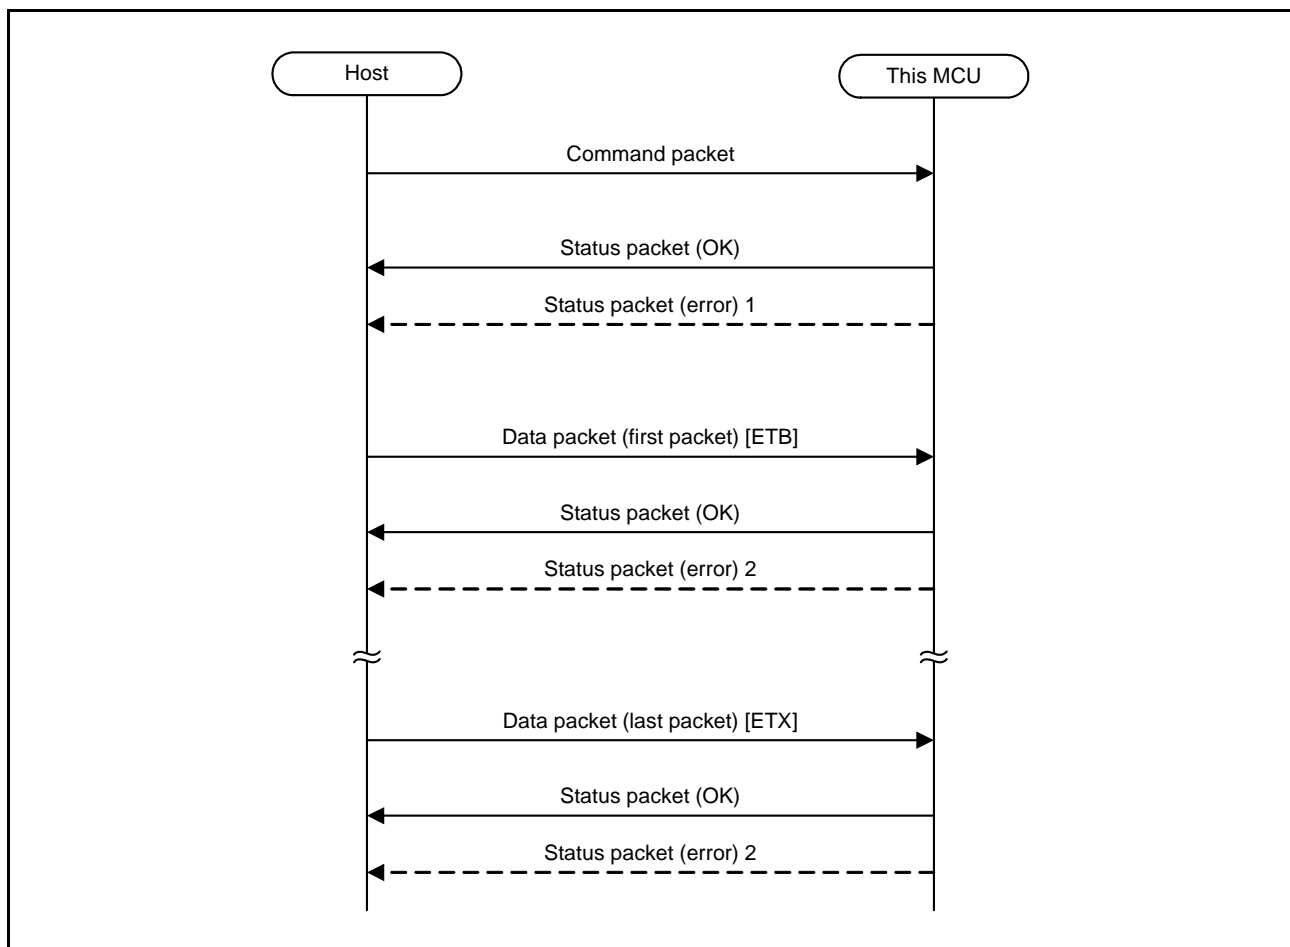 Host
This MCU
Command packet
Status packet (OK)
Status packet (error) 1
Data packet (first packet) [ETB]
Status packet (OK)
Status packet (error) 2
Data packet (last packet) [ETX]
Status packet (OK)
Status packet (error) 2